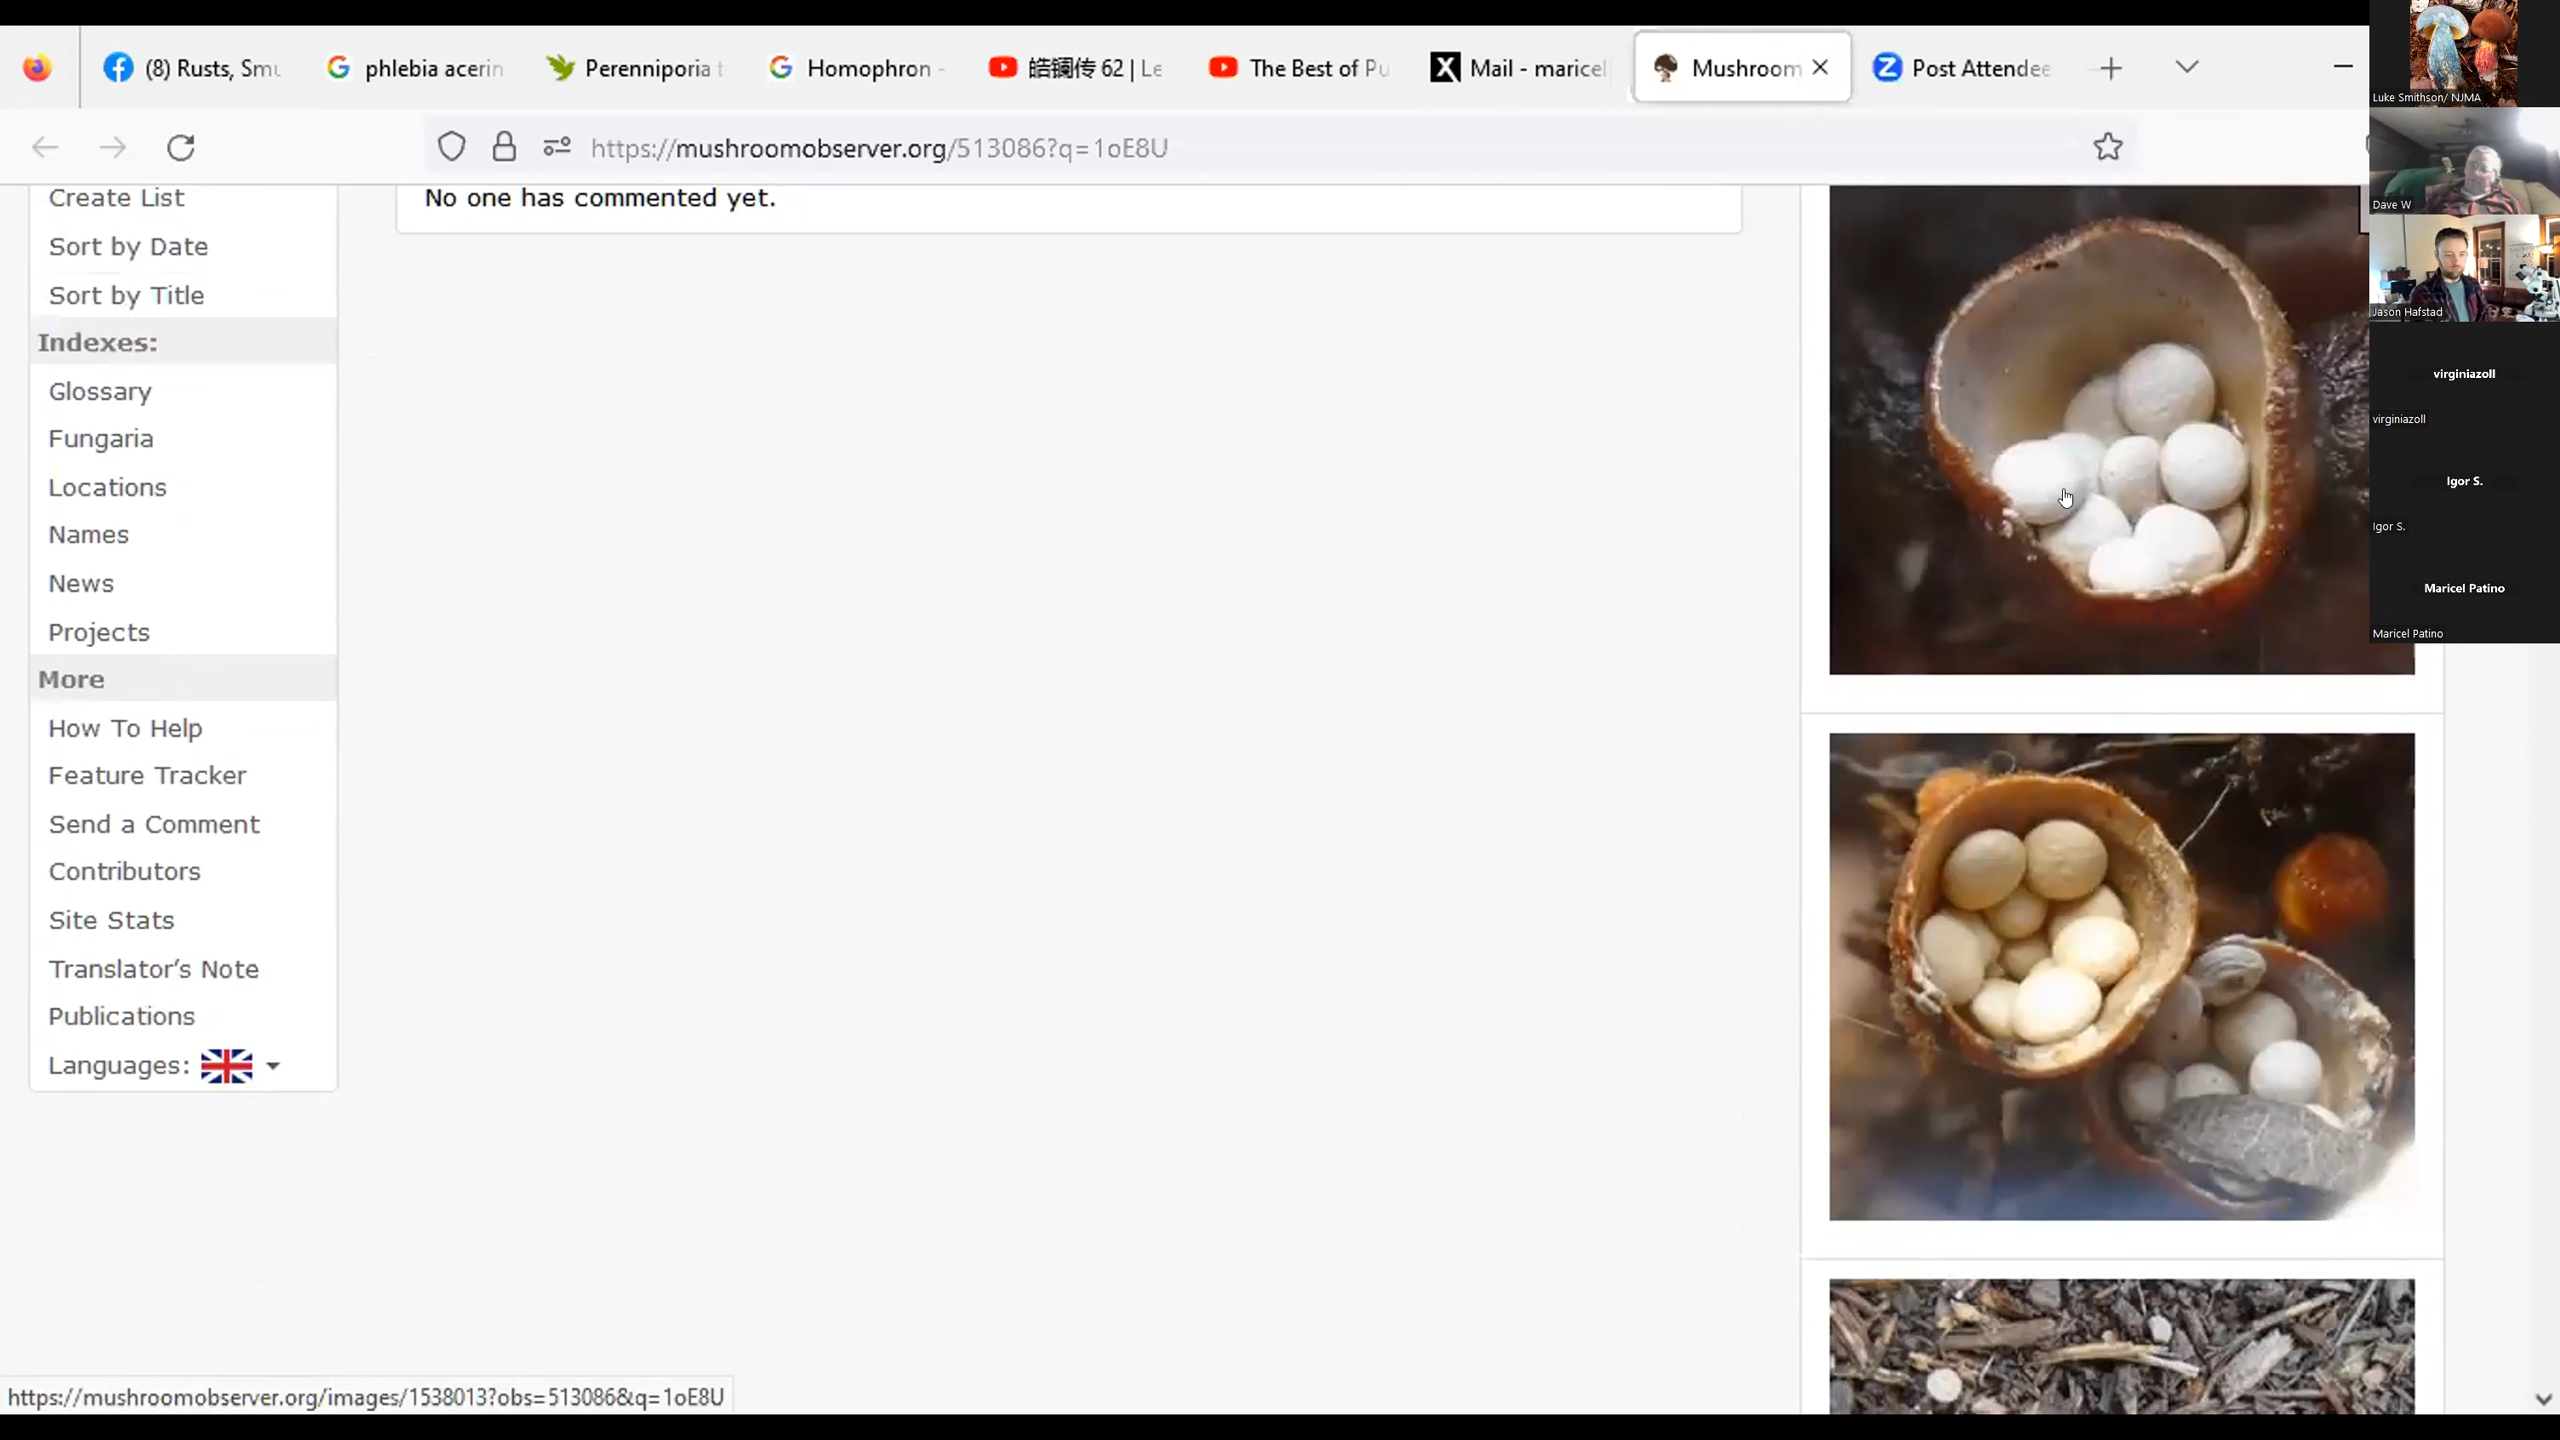 (8) Rusts, Smu
phlebia acerin
Perenniporia t
Homophron -
皓镧传 62 | Le
The Best of Pu
Mail - maricel
Mushroom
Post Attendee
https://mushroomobserver.org/513086?q=1oE8U
Create List
Sort by Date
Sort by Title
Indexes:
Glossary
Fungaria
Locations
Names
News
Projects
More
How To Help
Feature Tracker
Send a Comment
Contributors
Site Stats
Translator’s Note
Publications
Languages:
No one has commented yet.
Luke Smithson/ NJMA
Dave W
Jason Hafstad
virginiazoll
virginiazoll
Igor S.
Igor S.
Maricel Patino
Maricel Patino
https://mushroomobserver.org/images/1538013?obs=513086&q=1oE8U